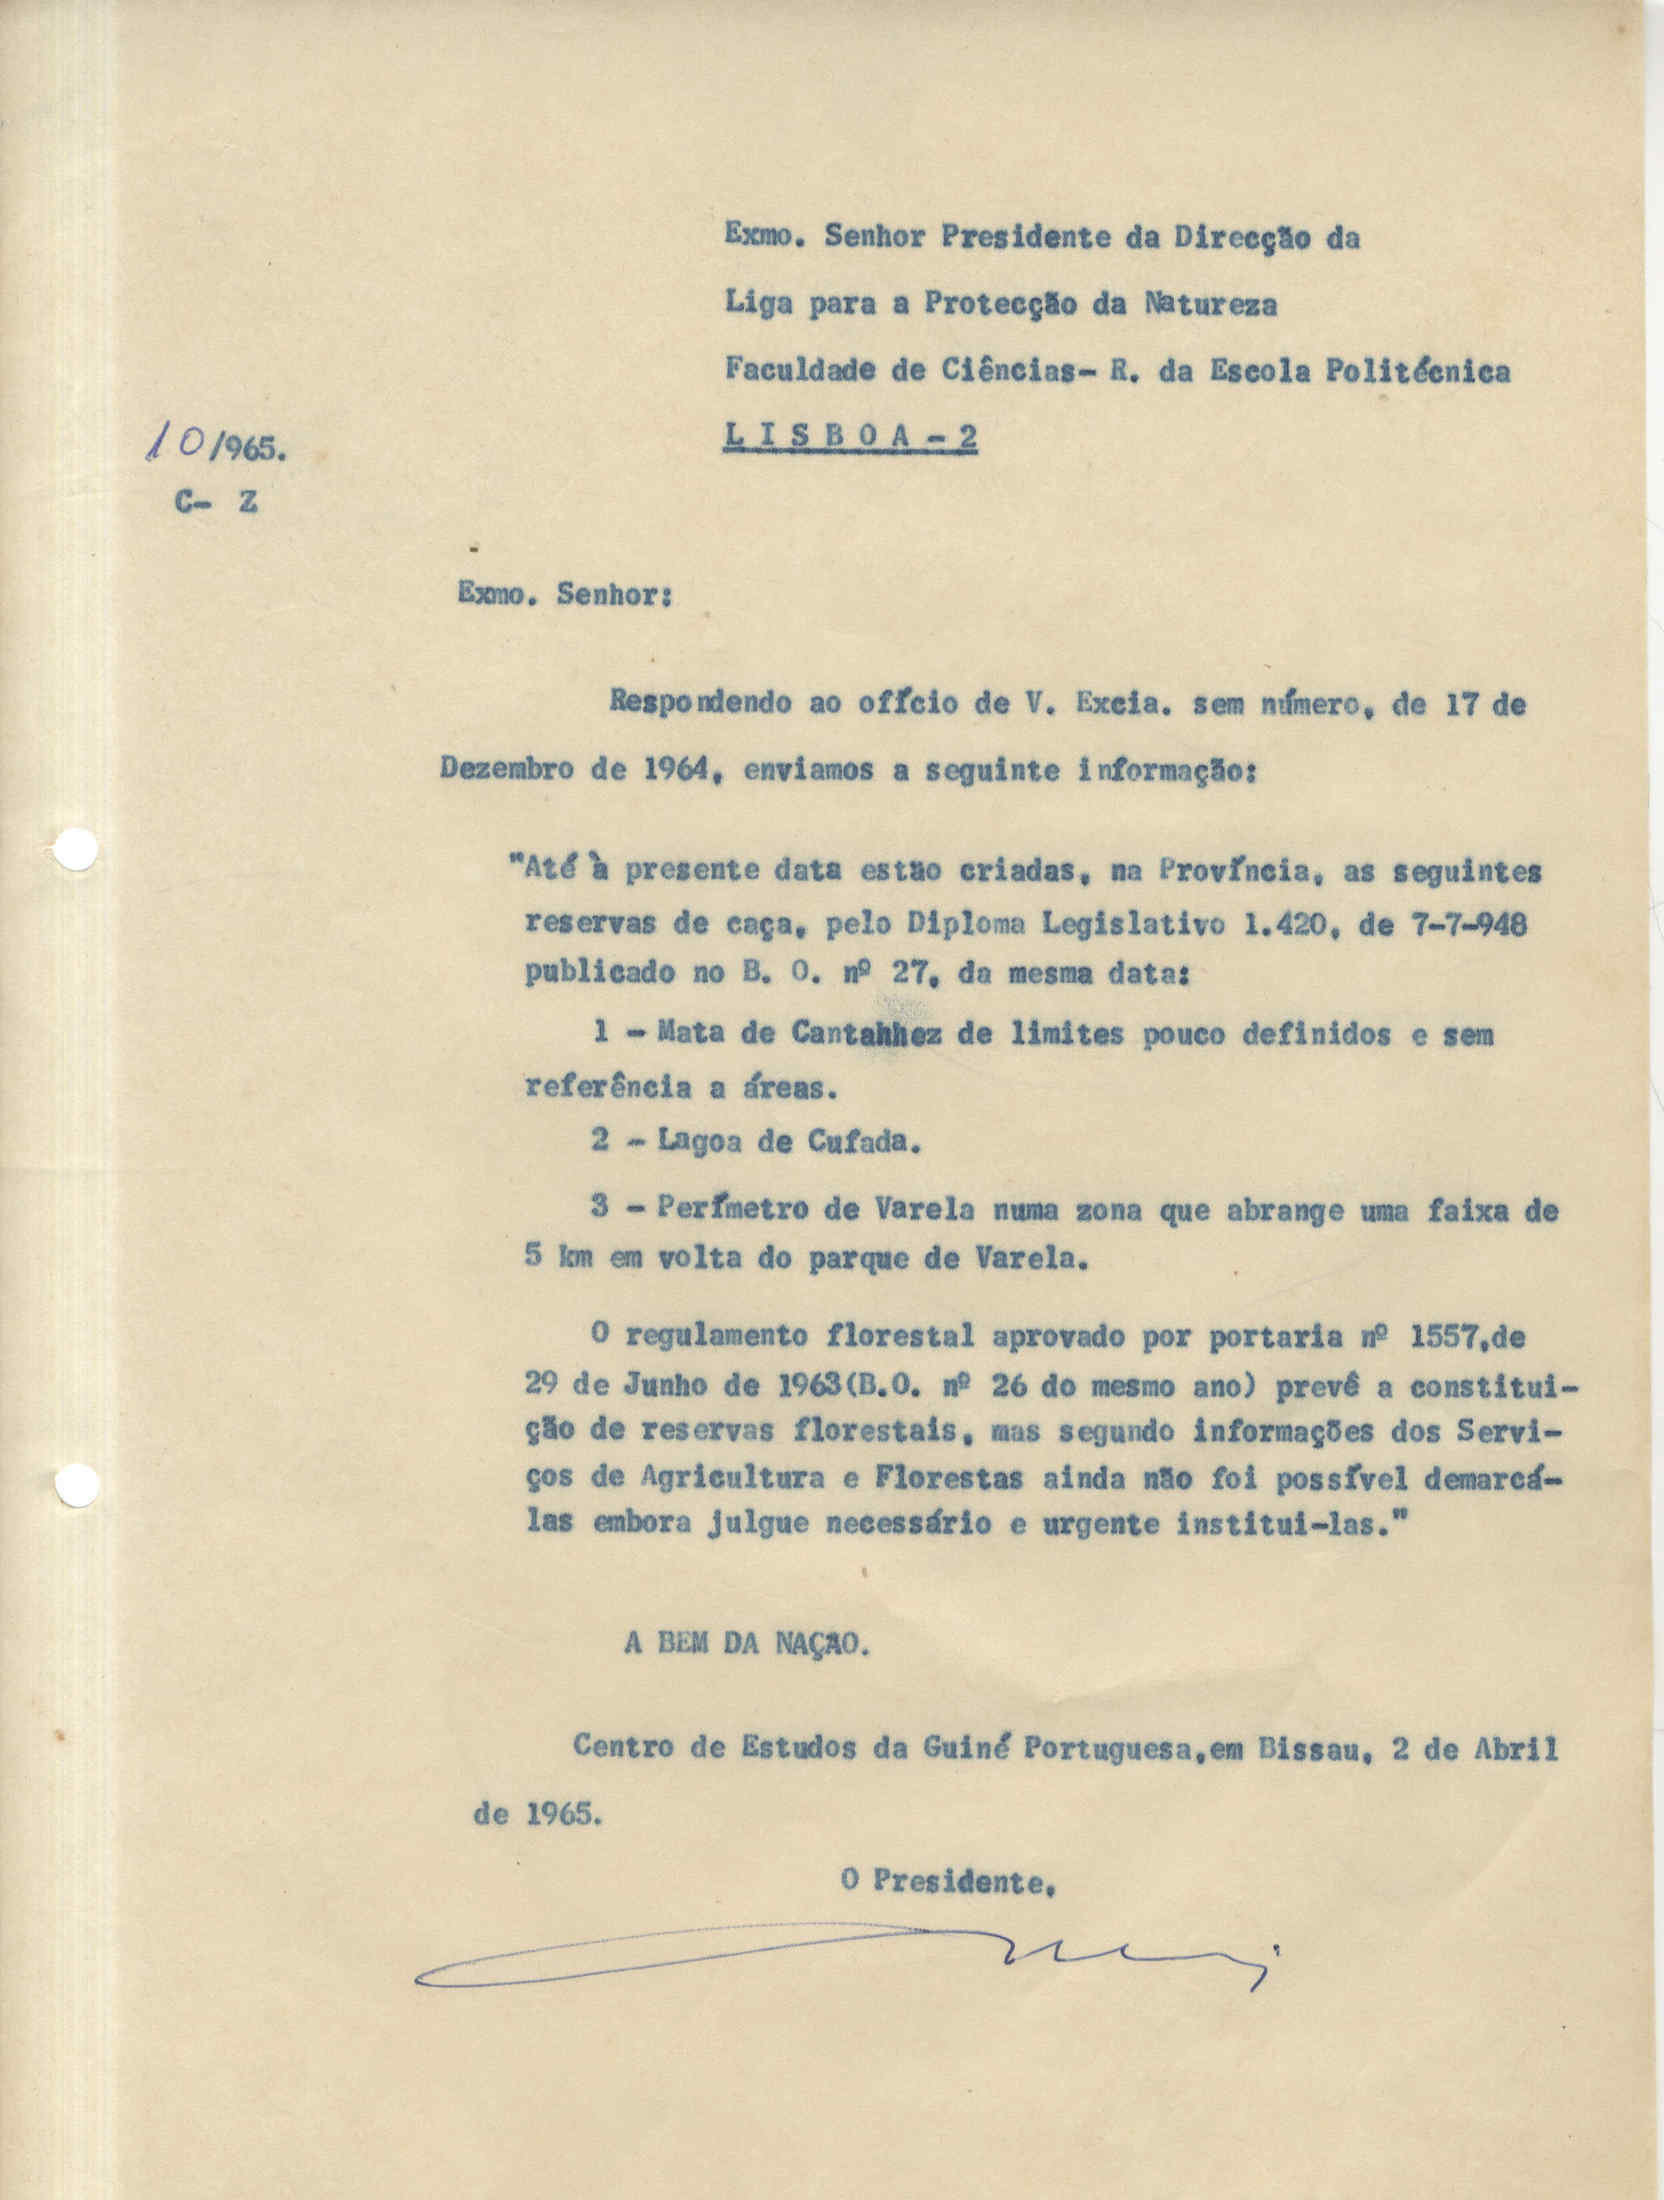 Exmo. Senhor Presidente da Direcção da
Liga para a Protecção da Natureza
Faculdade de Ciências- R. da Escola Politécnica
L I S B O A - 2
10/965.
C- Z
Exmo. Senhor:
Respondendo ao ofício de V. Excia. sem número, de 17 de
Dezembro de 1964, enviamos a seguinte informação:
"Até à presente data estão criadas, na Província, as seguintes
reservas de caça, pelo Diploma Legislativo 1.420, de 7-7-948
publicado no B. O. nº 27, da mesma data:
1 - Mata de Cantahhez de limites pouco definidos e sem
referência a áreas.
2 - Lagoa de Cufada.
3 - Perímetro de Varela numa zona que abrange uma faixa de
5 km em volta do parque de Varela.
O regulamento florestal aprovado por portaria nº 1557,de
29 de Junho de 1963(B.O. nº 26 do mesmo ano) prevê a constitui-
ção de reservas florestais, mas segundo informações dos Servi-
ços de Agricultura e Florestas ainda não foi possível demarcá-
las embora julgue necessário e urgente institui-las."
A BEM DA NAÇÃO.
Centro de Estudos da Guiné Portuguesa,em Bissau, 2 de Abril
de 1965.
O Presidente,